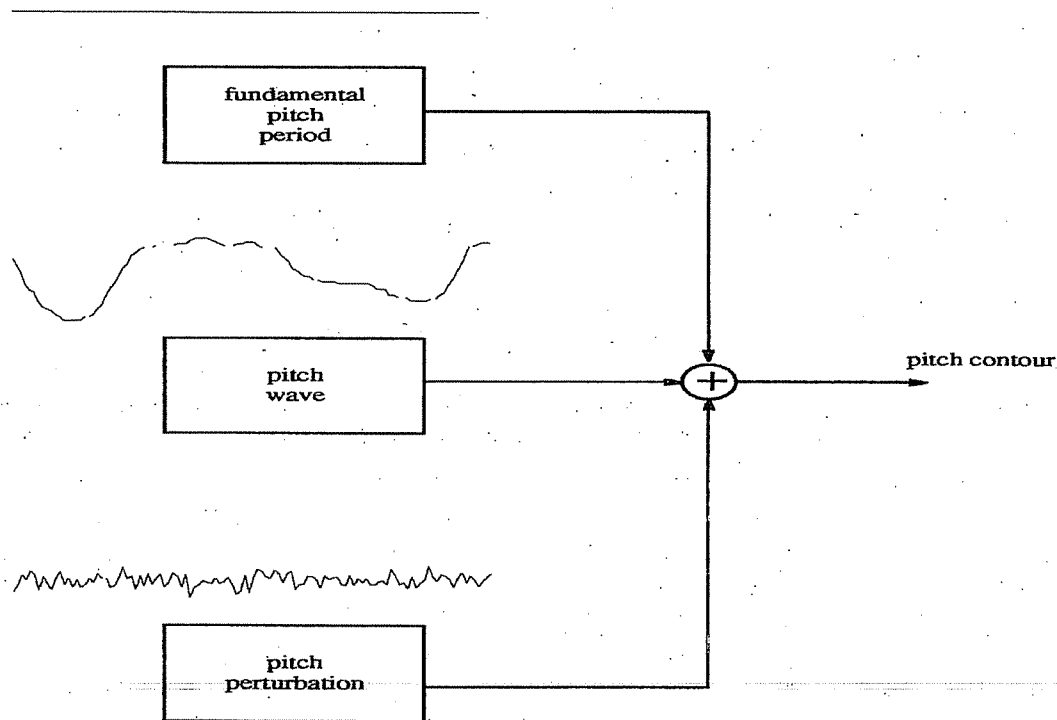 fundamental
pitch
period
pitch
wave
+
pitch contour
pitch
perturbation